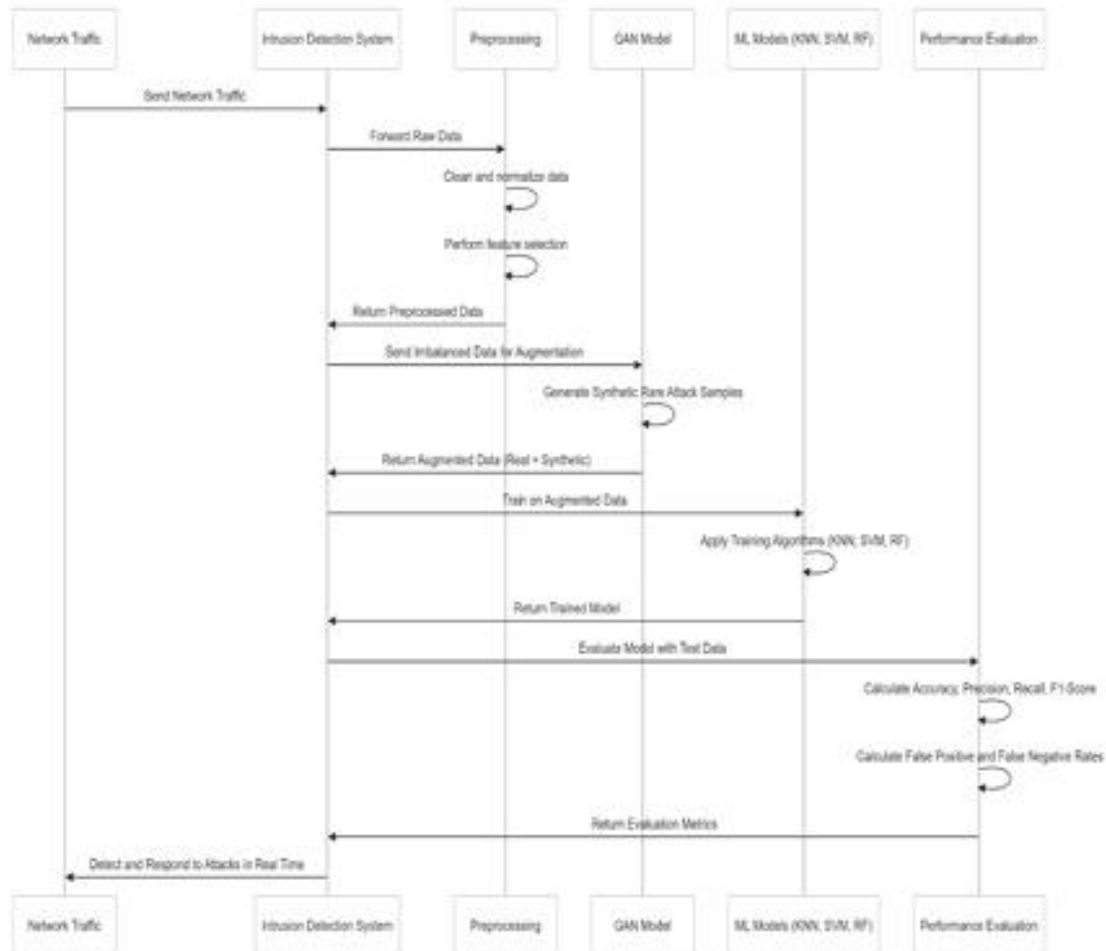 Network Traffic
Intrusion Detection System
Preprocessing
GAN Model
ML Models (KNN, SVM, RF)
Performance Evaluation
Send Network Traffic
Forward Raw Data
Clean and normalize data
Perform feature selection
Return Preprocessed Data
Send Imbalanced Data for Augmentation
Generate Synthetic Rare Attack Samples
Return Augmented Data (Real + Synthetic)
Train on Augmented Data
Apply Training Algorithms (KNN, SVM, RF)
Return Trained Model
Evaluate Model with Test Data
Calculate Accuracy, Precision, Recall, F1-Score
Calculate False Positive and False Negative Rates
Return Evaluation Metrics
Detect and Respond to Attacks in Real Time
Network Traffic
Intrusion Detection System
Preprocessing
GAN Model
ML Models (KNN, SVM, RF)
Performance Evaluation